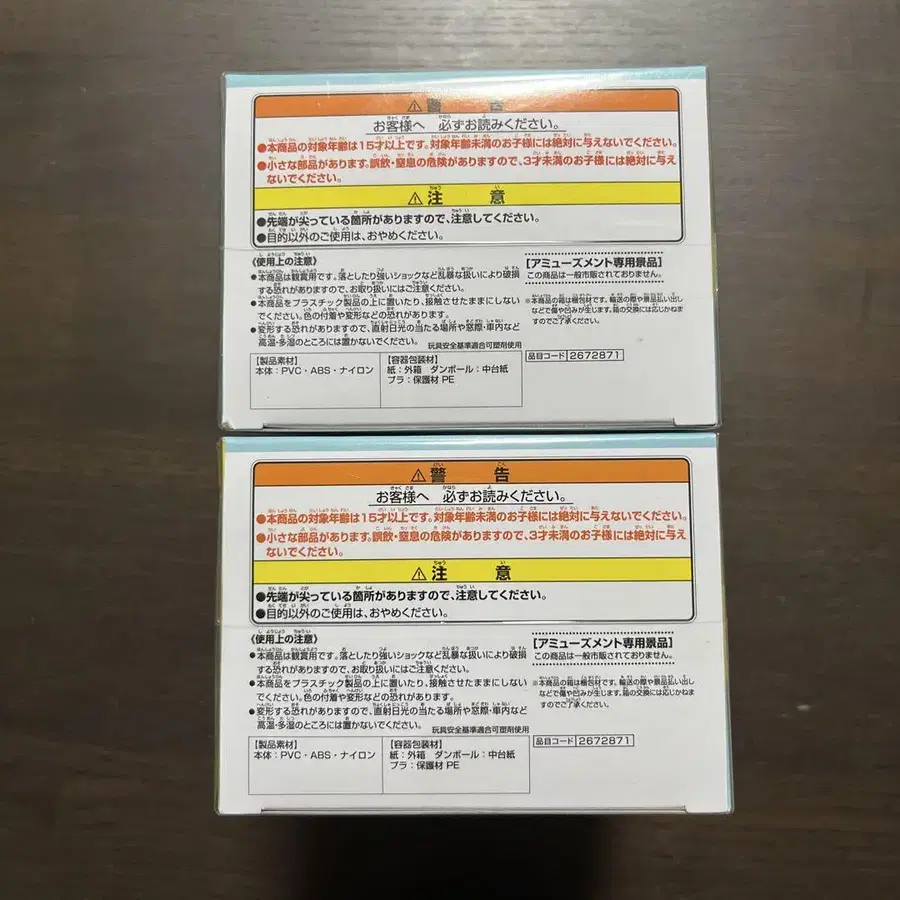 ⚠警 告
お客様へ 必ずお読みください。
●本商品の対象年齢は15才以上です。対象年齢未満のお子様には絶対に与えないでください。
●小さな部品があります。誤飲・窒息の危険がありますので、3才未満のお子様には絶対に与え
ないでください。
⚠注 意
●先端が尖っている箇所がありますので、注意してください。
●目的以外のご使用は、おやめください。
《使用上の注意》
●本商品は観賞用です。落としたり強いショックなど乱暴な扱いにより破損
する恐れがありますので、お取り扱いにはご注意ください。
●本商品をプラスチック製品の上に置いたり、接触させたままにしない
でください。色の付着や変形などの恐れがあります。
●変形する恐れがありますので、直射日光の当たる場所や窓際・車内など
高温・多湿のところには置かないでください。
玩具安全基準適合可塑剤使用
【アミューズメント専用景品】
この商品は一般市販されておりません。
※本商品の箱は梱包材です。輸送の際や景品払い出し
などで傷や凹みが生じます。箱の交換には応じかねま
すのでご了承ください。
品目コード 2672871
【製品素材】
本体:PVC・ABS・ナイロン
【容器包装材】
紙:外箱 ダンボール:中台紙
プラ:保護材 PE
⚠警 告
お客様へ 必ずお読みください。
●本商品の対象年齢は15才以上です。対象年齢未満のお子様には絶対に与えないでください。
●小さな部品があります。誤飲・窒息の危険がありますので、3才未満のお子様には絶対に与え
ないでください。
⚠注 意
●先端が尖っている箇所がありますので、注意してください。
●目的以外のご使用は、おやめください。
《使用上の注意》
●本商品は観賞用です。落としたり強いショックなど乱暴な扱いにより破損
する恐れがありますので、お取り扱いにはご注意ください。
●本商品をプラスチック製品の上に置いたり、接触させたままにしない
でください。色の付着や変形などの恐れがあります。
●変形する恐れがありますので、直射日光の当たる場所や窓際・車内など
高温・多湿のところには置かないでください。
玩具安全基準適合可塑剤使用
【アミューズメント専用景品】
この商品は一般市販されておりません。
※本商品の箱は梱包材です。輸送の際や景品払い出し
などで傷や凹みが生じます。箱の交換には応じかねま
すのでご了承ください。
品目コード 2672871
【製品素材】
本体:PVC・ABS・ナイロン
【容器包装材】
紙:外箱 ダンボール:中台紙
プラ:保護材 PE